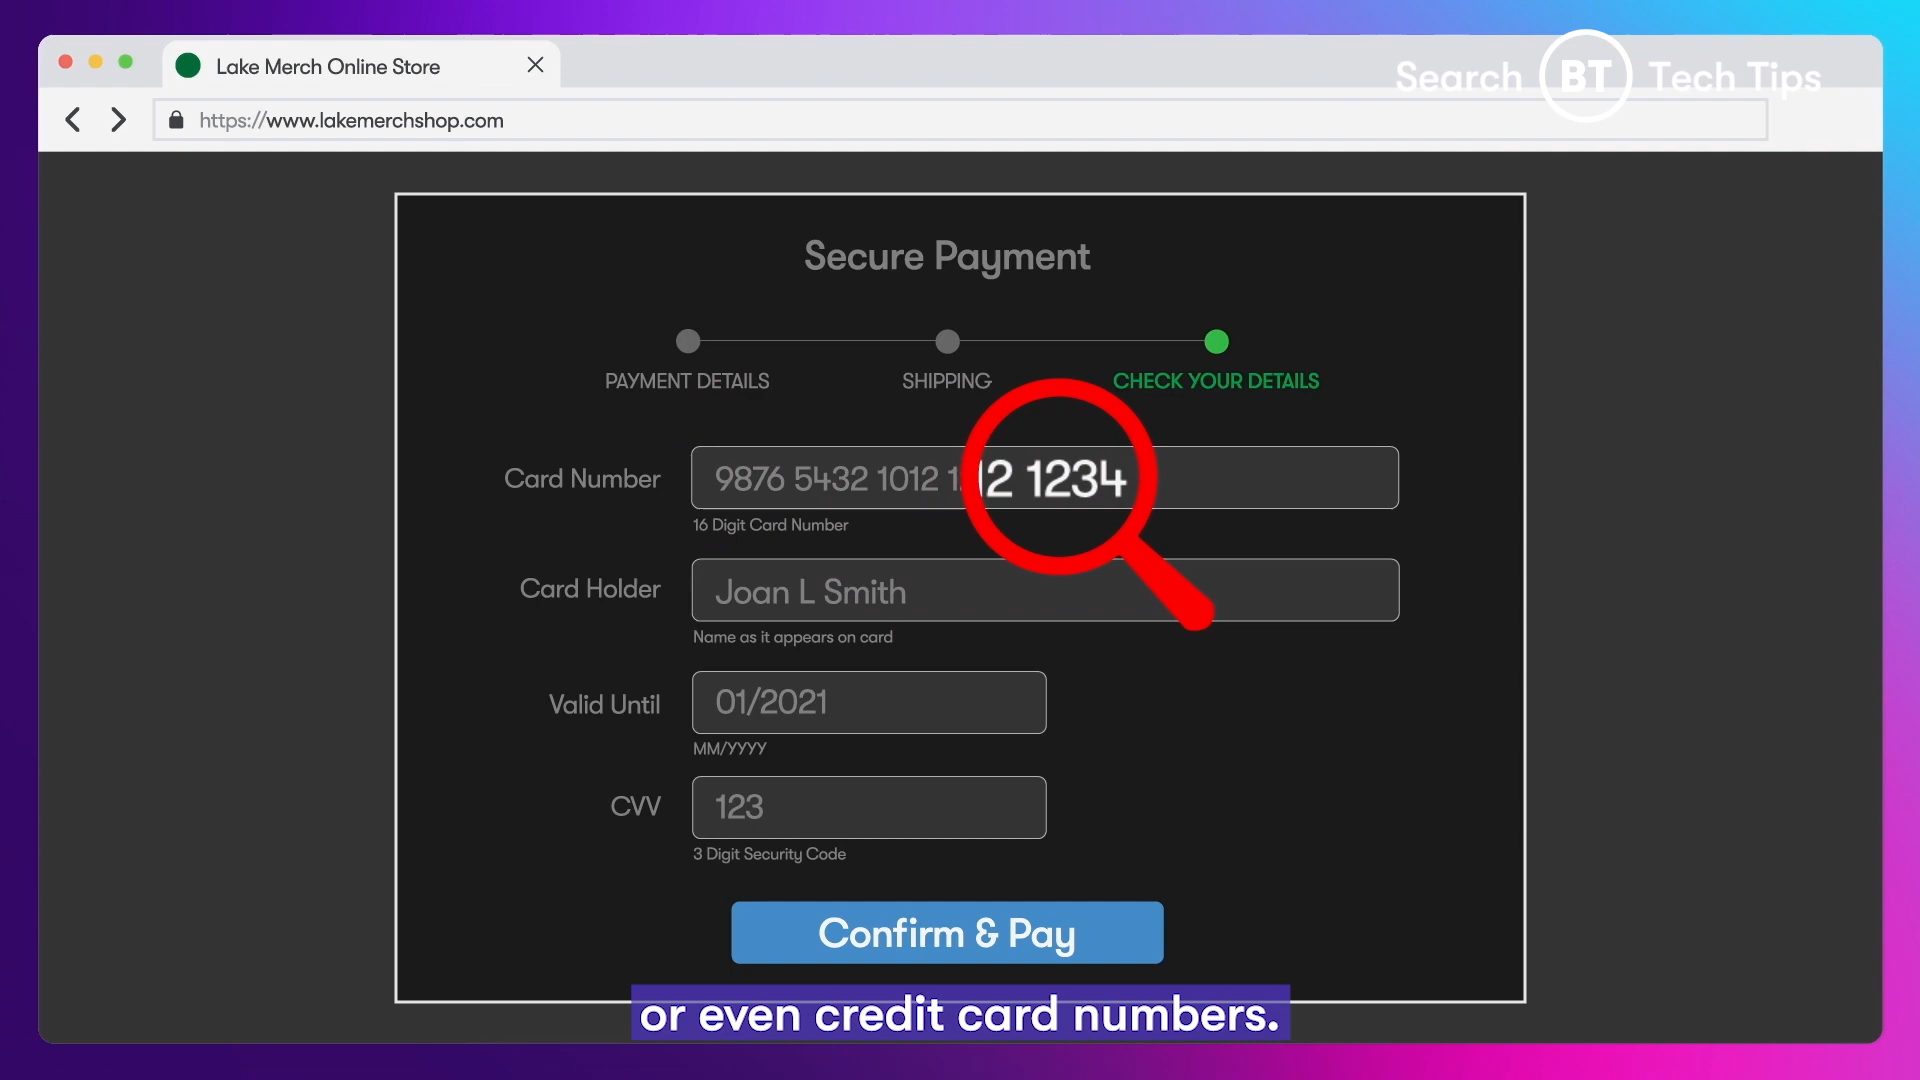 Lake Merch Online Store
Search BT Tech Tips
https://www.lakemerchshop.com
Secure Payment
PAYMENT DETAILS
SHIPPING
CHECK YOUR DETAILS
Card Number
9876 5432 1012 1234
16 Digit Card Number
Card Holder
Joan L Smith
Name as it appears on card
Valid Until
01/2021
MM/YYYY
CVV
123
3 Digit Security Code
Confirm & Pay
or even credit card numbers.